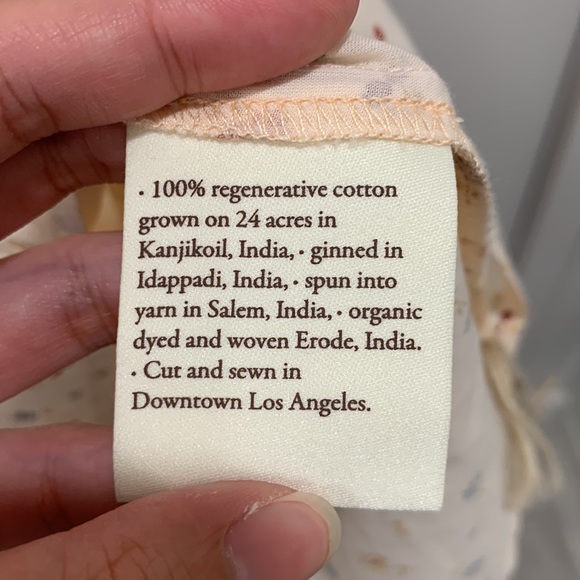 · 100% regenerative cotton
grown on 24 acres in
Kanjikoil, India, · ginned in
Idappadi, India, · spun into
yarn in Salem, India, · organic
dyed and woven Erode, India.
· Cut and sewn in
Downtown Los Angeles.